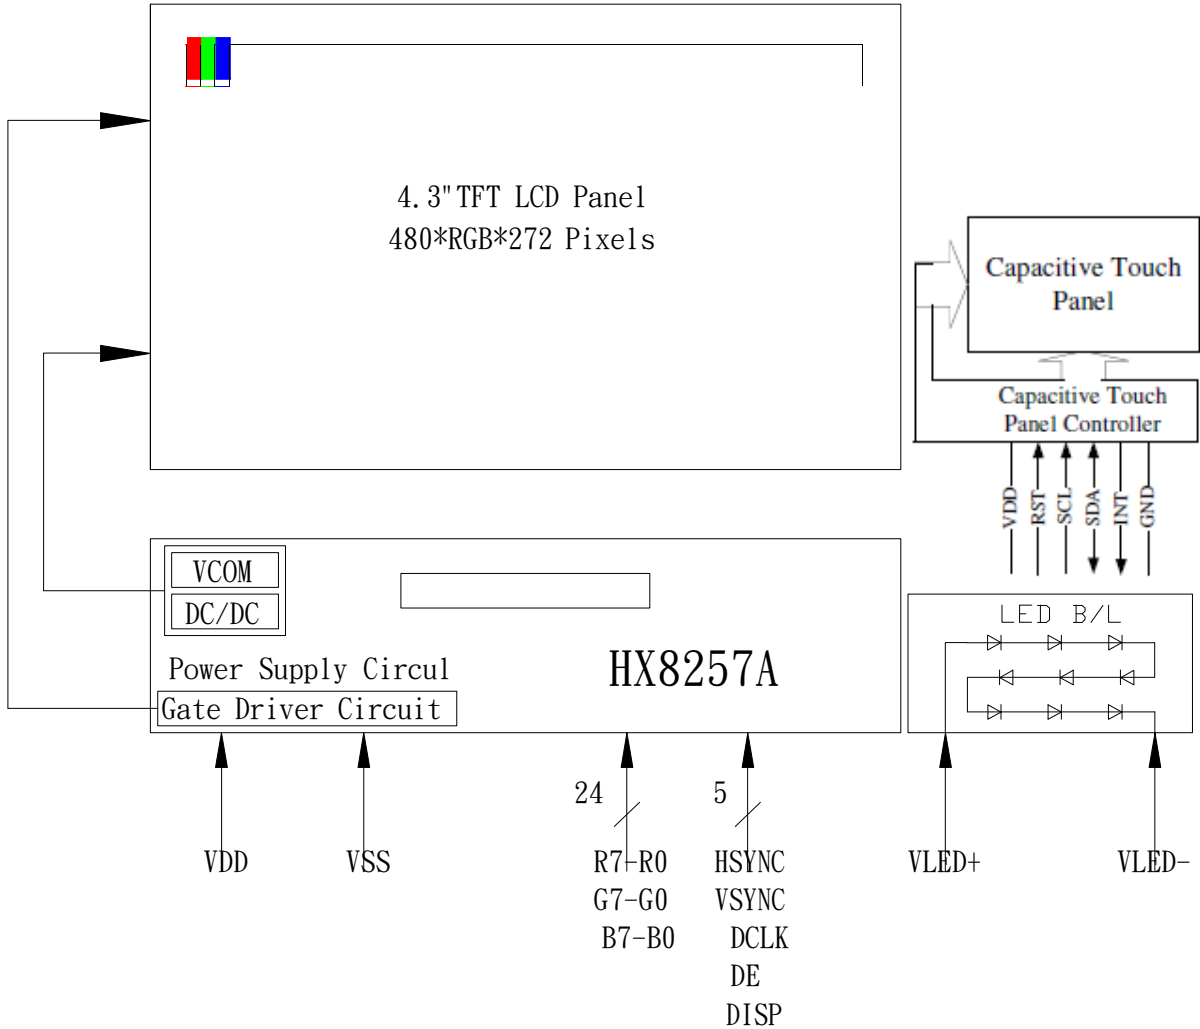 4.3"TFT LCD Panel
480*RGB*272 Pixels
Capacitive Touch
Panel
Capacitive Touch
Panel Controller
VDD
RST
SCL
SDA
INT
GND
VCOM
DC/DC
Power Supply Circul
Gate Driver Circuit
HX8257A
LED B/L
24
5
VDD
VSS
R7-R0
G7-G0
B7-B0
HSYNC
VSYNC
DCLK
DE
DISP
VLED+
VLED-